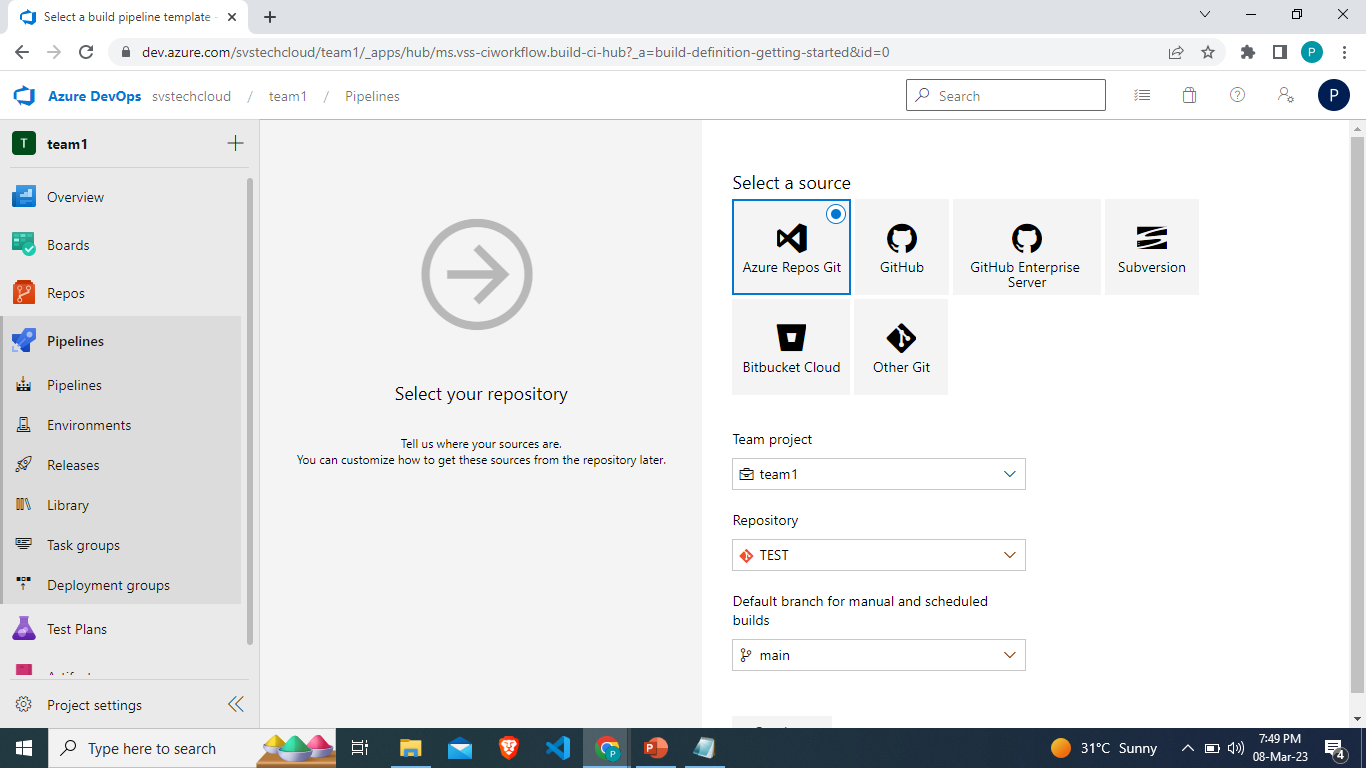 Select a build pipeline template -
dev.azure.com/svstechcloud/team1/_apps/hub/ms.vss-ciworkflow.build-ci-hub?_a=build-definition-getting-started&id=0
P
Azure DevOps svstechcloud / team1 / Pipelines
Search
P
T team1
Overview
Boards
Repos
Pipelines
Pipelines
Environments
Releases
Library
Task groups
Deployment groups
Test Plans
Project settings
Select your repository
Tell us where your sources are.
You can customize how to get these sources from the repository later.
Select a source
Azure Repos Git
GitHub
GitHub Enterprise
Server
Subversion
Bitbucket Cloud
Other Git
Team project
team1
Repository
TEST
Default branch for manual and scheduled
builds
main
Type here to search
P
P
31°C Sunny
7:49 PM
08-Mar-23
4